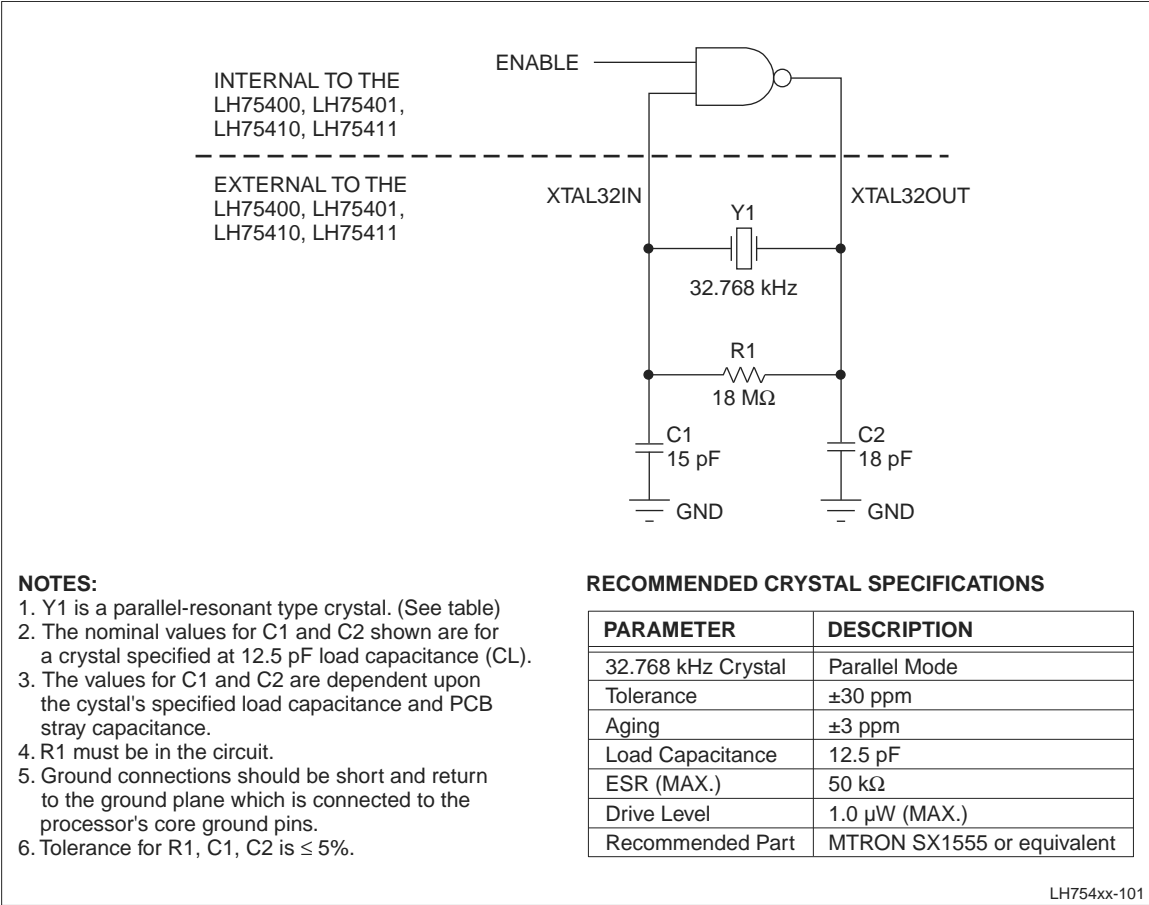 ENABLE
INTERNAL TO THE
LH75400, LH75401,
LH75410, LH75411
EXTERNAL TO THE
LH75400, LH75401,
LH75410, LH75411
XTAL32IN
XTAL32OUT
Y1
32.768 kHz
R1
18 MΩ
C1
15 pF
C2
18 pF
GND
GND
NOTES:
1. Y1 is a parallel-resonant type crystal. (See table)
2. The nominal values for C1 and C2 shown are for
a crystal specified at 12.5 pF load capacitance (CL).
3. The values for C1 and C2 are dependent upon
the cystal's specified load capacitance and PCB
stray capacitance.
4. R1 must be in the circuit.
5. Ground connections should be short and return
to the ground plane which is connected to the
processor's core ground pins.
6. Tolerance for R1, C1, C2 is ≤ 5%.
RECOMMENDED CRYSTAL SPECIFICATIONS
PARAMETER DESCRIPTION
32.768 kHz Crystal Parallel Mode
Tolerance ±30 ppm
Aging ±3 ppm
Load Capacitance 12.5 pF
ESR (MAX.) 50 kΩ
Drive Level 1.0 µW (MAX.)
Recommended Part MTRON SX1555 or equivalent
LH754xx-101